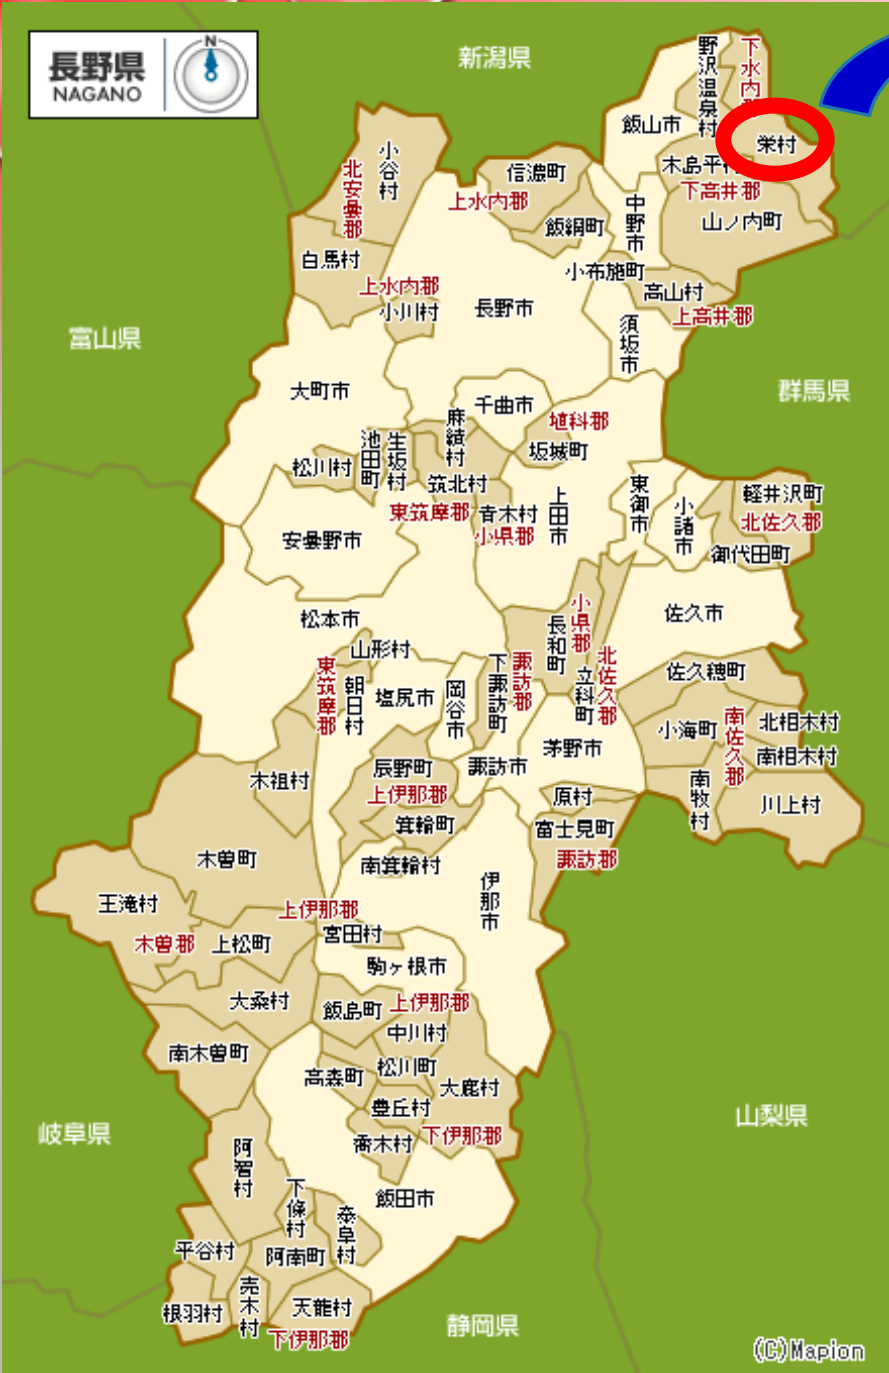 長野県
NAGANO
N
新潟県
野沢温泉村
下水内郡
飯山市
栄村
木島平村
下高井郡
小谷村
北安曇郡
信濃町
上水内郡
飯綱町
中野市
山ノ内町
白馬村
小布施町
上水内郡
小川村
長野市
高山村
上高井郡
須坂市
富山県
大町市
群馬県
千曲市
麻績村
埴科郡
坂城町
池田町
生坂村
松川村
筑北村
東筑摩郡
青木村
小県郡
上田市
東御市
小諸市
軽井沢町
北佐久郡
御代田町
安曇野市
松本市
佐久市
小県郡
長和町
山形村
東筑摩郡
朝日村
塩尻市
岡谷市
下諏訪町
諏訪郡
立科町
北佐久郡
佐久穂町
小海町
南佐久郡
北相木村
南相木村
茅野市
諏訪市
辰野町
上伊那郡
木祖村
原村
南牧村
川上村
箕輪町
富士見町
諏訪郡
木曽町
南箕輪村
伊那市
王滝村
木曽郡
上松町
上伊那郡
宮田村
駒ヶ根市
大桑村
飯島町
上伊那郡
中川村
南木曽町
高森町
松川町
大鹿村
豊丘村
下伊那郡
喬木村
岐阜県
山梨県
阿智村
飯田市
下條村
泰阜村
平谷村
阿南町
売木村
根羽村
天龍村
下伊那郡
静岡県
(C)Mapion